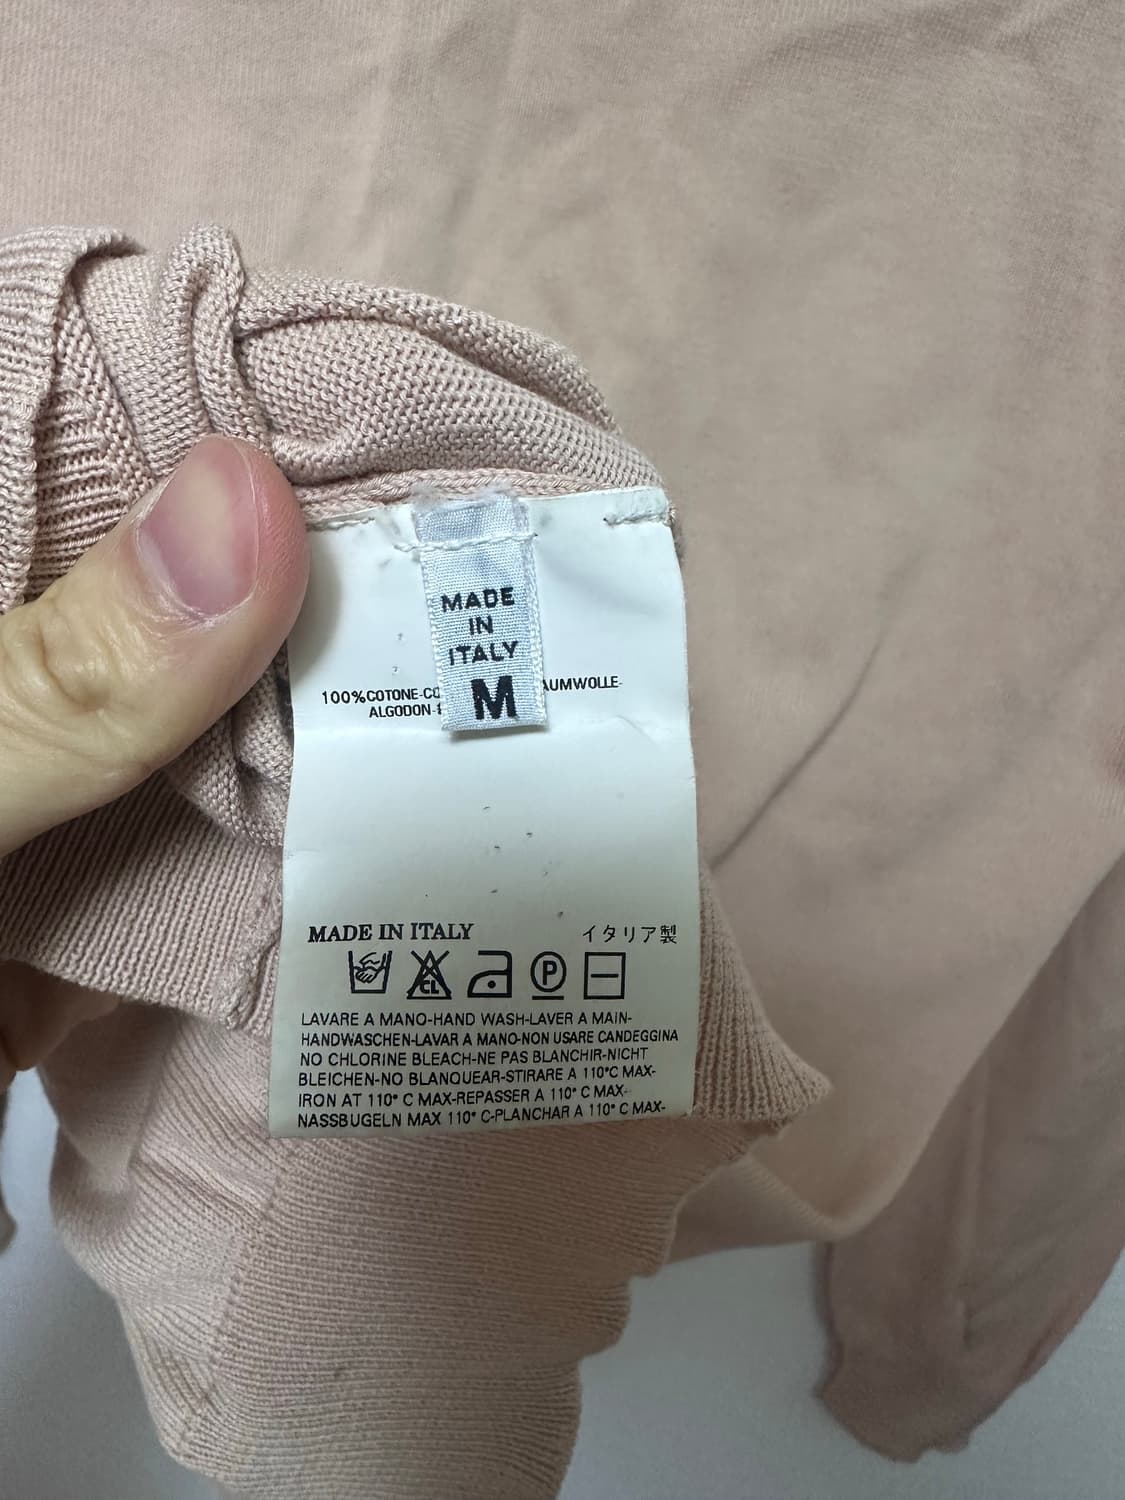 MADE
IN
ITALY
M
100%COTONE-CO AUMWOLLE-
ALGODON-
MADE IN ITALY イタリア製
CL P
LAVARE A MANO-HAND WASH-LAVER A MAIN-
HANDWASCHEN-LAVAR A MANO-NON USARE CANDEGGINA
NO CHLORINE BLEACH-NE PAS BLANCHIR-NICHT
BLEICHEN-NO BLANQUEAR-STIRARE A 110°C MAX-
IRON AT 110° C MAX-REPASSER A 110° C MAX-
NASSBUGELN MAX 110° C-PLANCHAR A 110° C MAX-